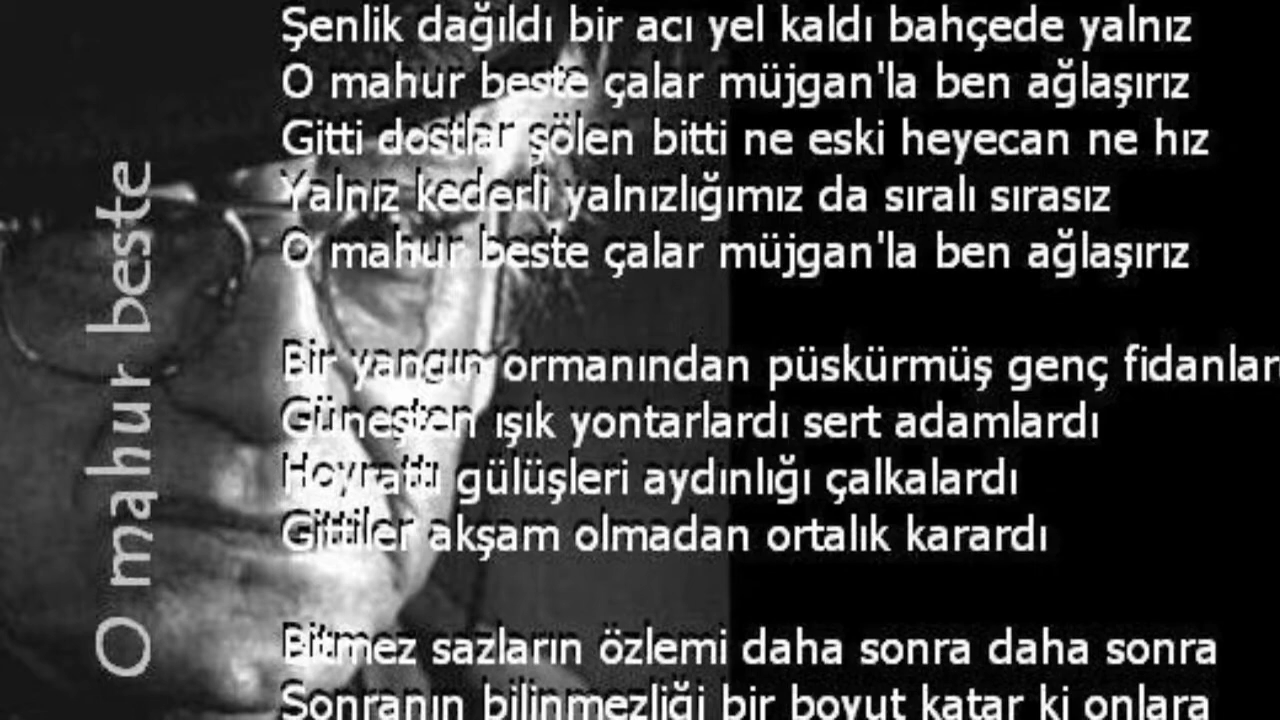 O mahur beste
Şenlik dağıldı bir acı yel kaldı bahçede yalnız
O mahur beste çalar müjgan'la ben ağlaşırız
Gitti dostlar şölen bitti ne eski heyecan ne hız
Yalnız kederli yalnızlığımız da sıralı sırasız
O mahur beste çalar müjgan'la ben ağlaşırız
Bir yangın ormanından püskürmüş genç fidanlar
Güneşten ışık yontarlardı sert adamlardı
Hoyrattı gülüşleri aydınlığı çalkalardı
Gittiler akşam olmadan ortalık karardı
Bitmez sazların özlemi daha sonra daha sonra
Sonranın bilinmezliği bir boyut katar ki onlara